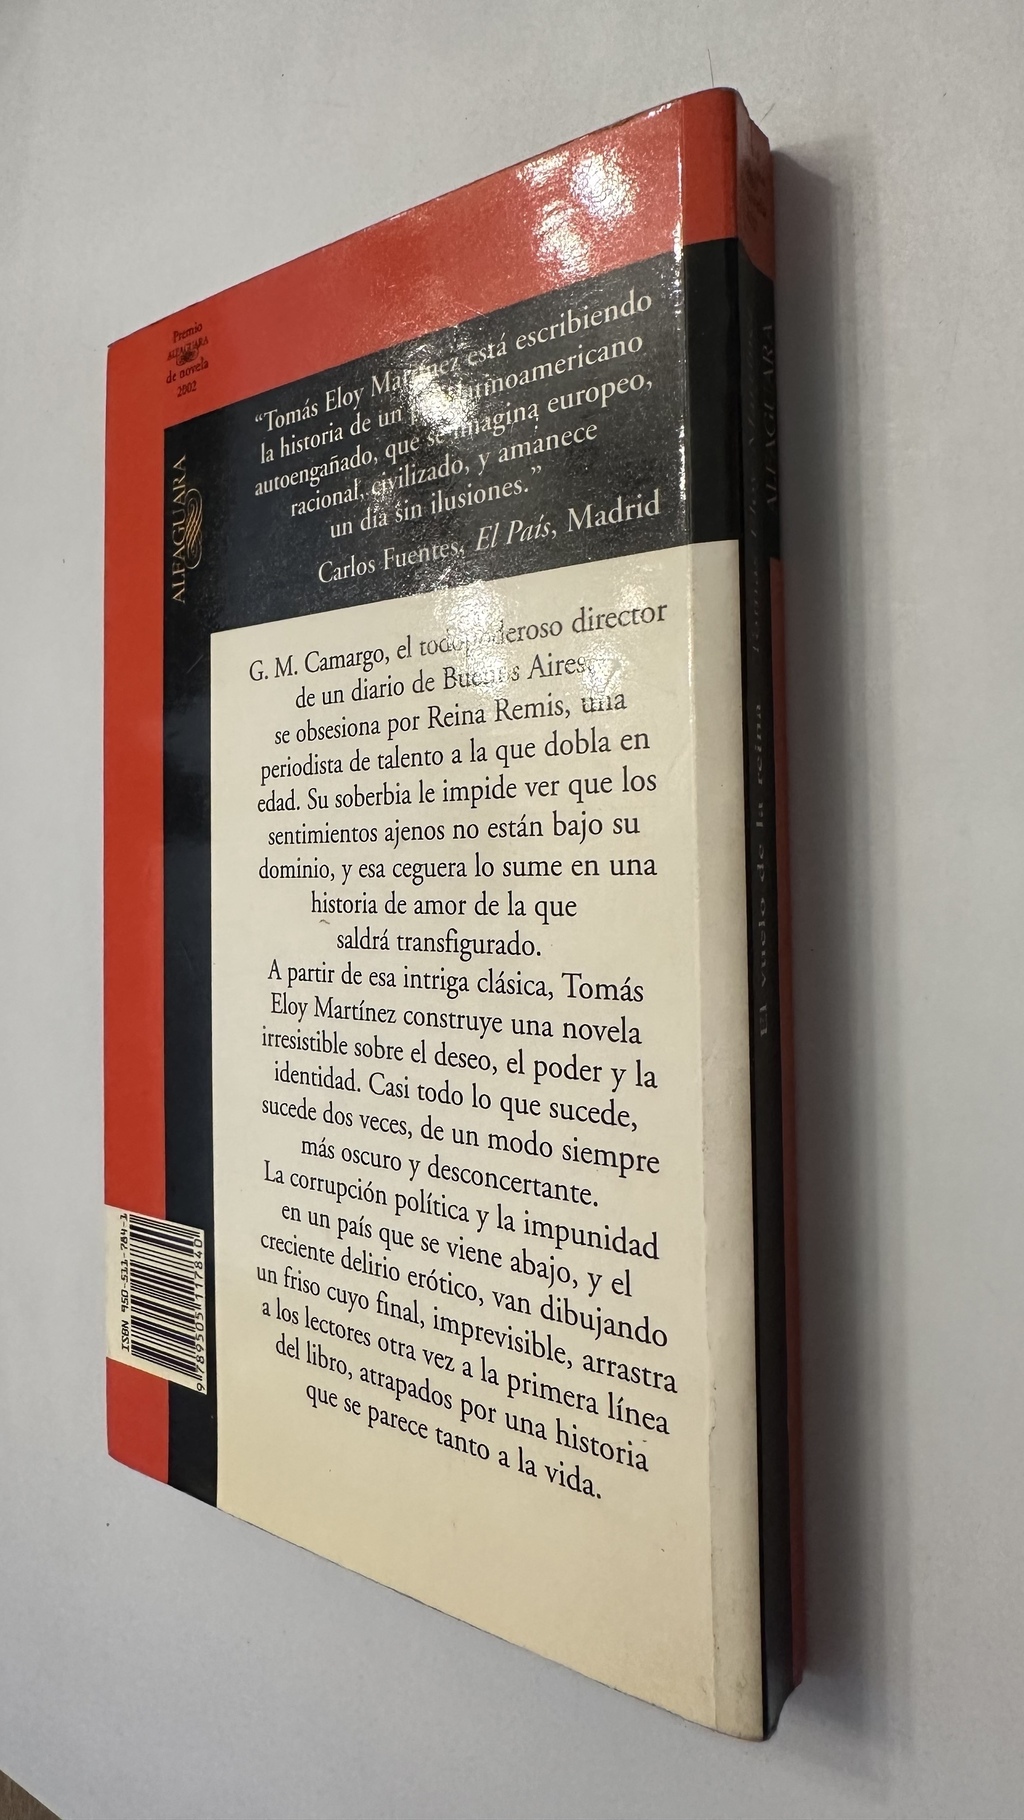 Premio
ALFAGUARA
de novela
2002
ALFAGUARA
“Tomás Eloy Martínez está escribiendo
la historia de un latinoamericano
autoengañado, que se imagina europeo,
racional, civilizado, y amanece
un día sin ilusiones.”
Carlos Fuentes, El País, Madrid
G. M. Camargo, el todopoderoso director
de un diario de Buenos Aires,
se obsesiona por Reina Remis, una
periodista de talento a la que dobla en
edad. Su soberbia le impide ver que los
sentimientos ajenos no están bajo su
dominio, y esa ceguera lo sume en una
historia de amor de la que
saldrá transfigurado.
A partir de esa intriga clásica, Tomás
Eloy Martínez construye una novela
irresistible sobre el deseo, el poder y la
identidad. Casi todo lo que sucede,
sucede dos veces, de un modo siempre
más oscuro y desconcertante.
La corrupción política y la impunidad
en un país que se viene abajo, y el
creciente delirio erótico, van dibujando
un friso cuyo final, imprevisible, arrastra
a los lectores otra vez a la primera línea
del libro, atrapados por una historia
que se parece tanto a la vida.
ISBN 950-511-784-1
9 789505 117840
El vuelo de la reina
Tomás Eloy Martínez
ALFAGUARA